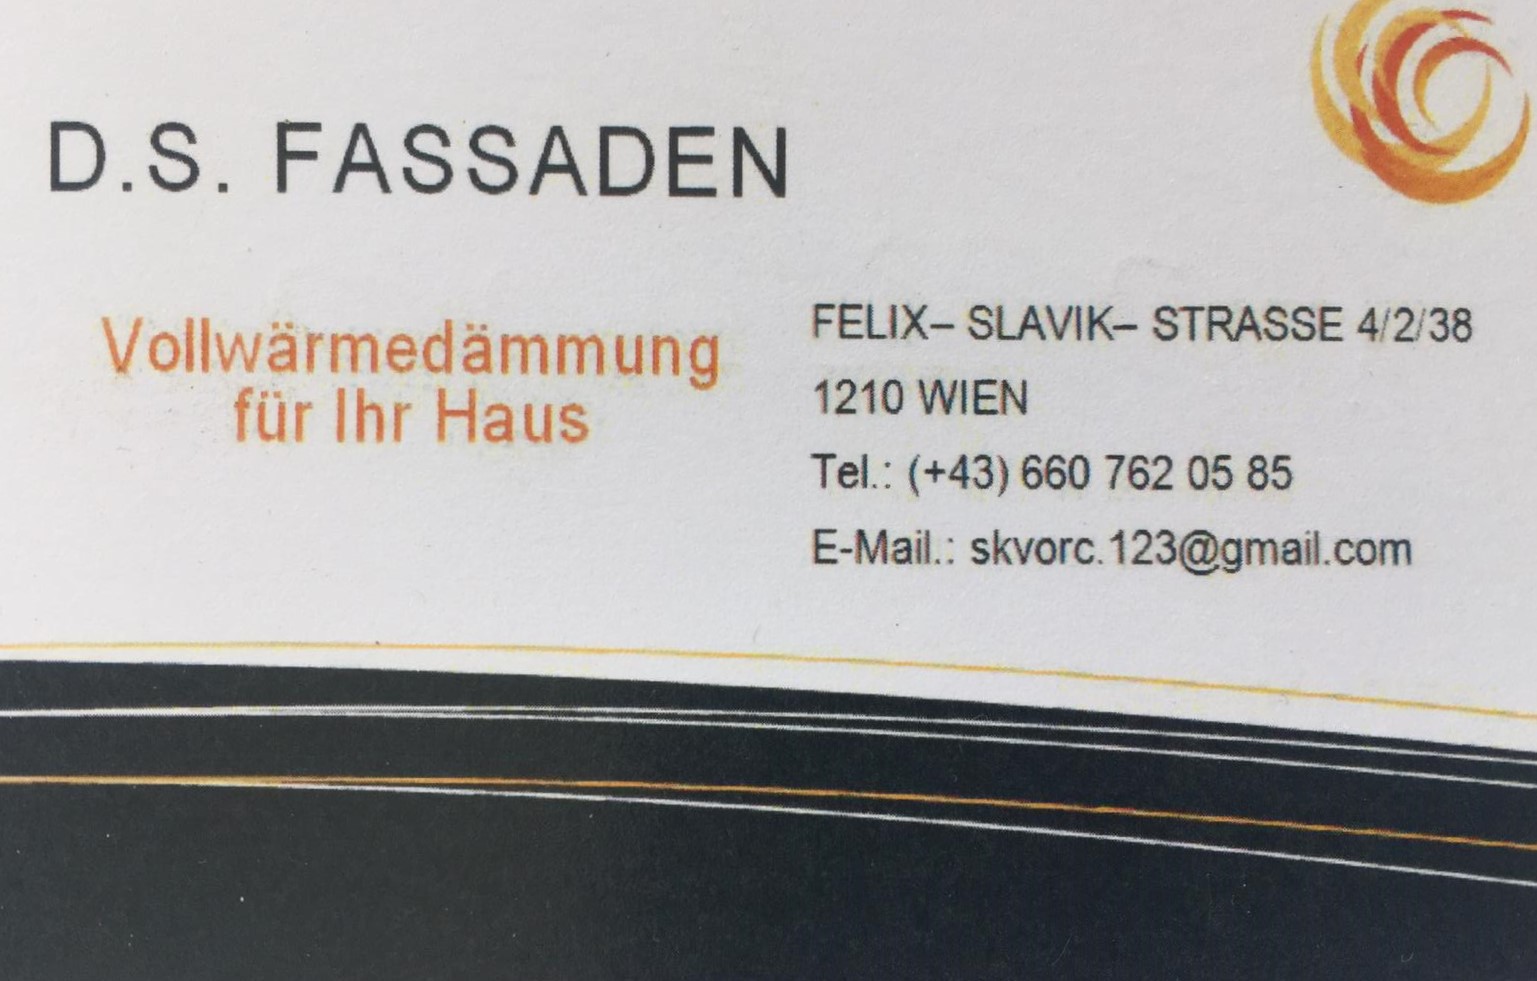 D.S. FASSADEN
Vollwärmedämmung
für Ihr Haus
FELIX– SLAVIK– STRASSE 4/2/38
1210 WIEN
Tel.: (+43) 660 762 05 85
E-Mail.: skvorc.123@gmail.com